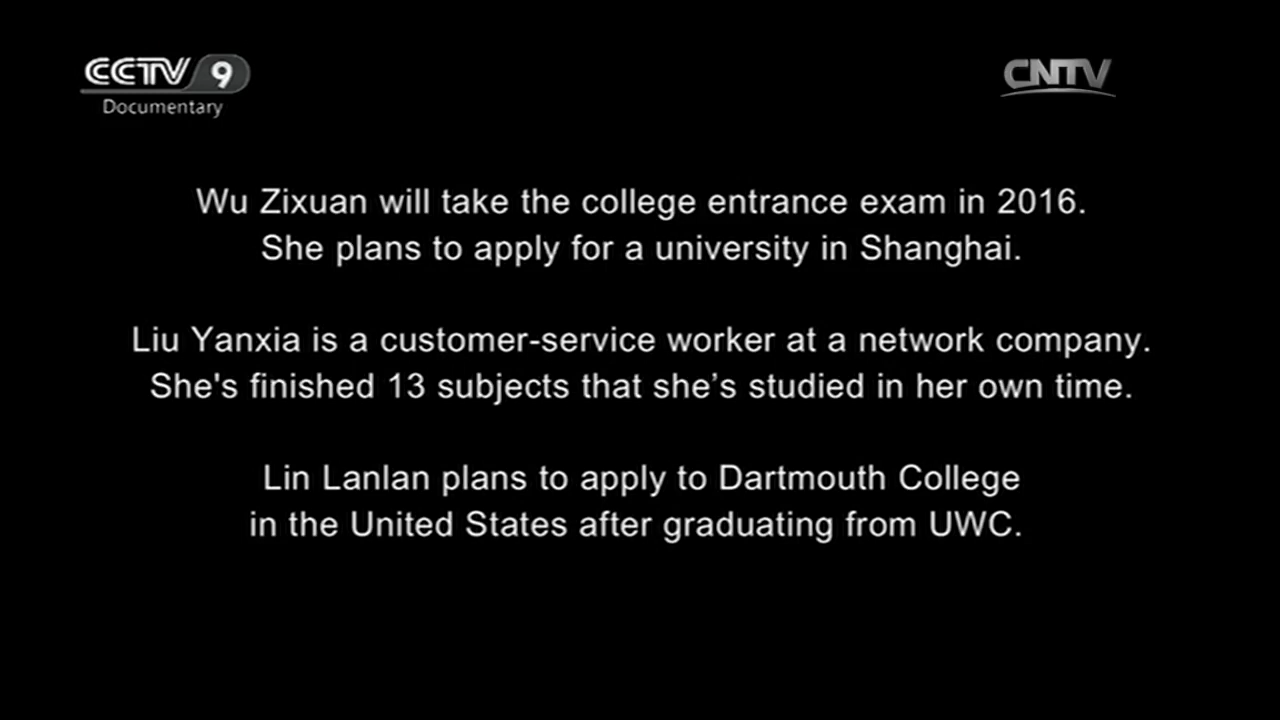 CCTV 9
Documentary
CNTV
Wu Zixuan will take the college entrance exam in 2016.
She plans to apply for a university in Shanghai.
Liu Yanxia is a customer-service worker at a network company.
She's finished 13 subjects that she’s studied in her own time.
Lin Lanlan plans to apply to Dartmouth College
in the United States after graduating from UWC.